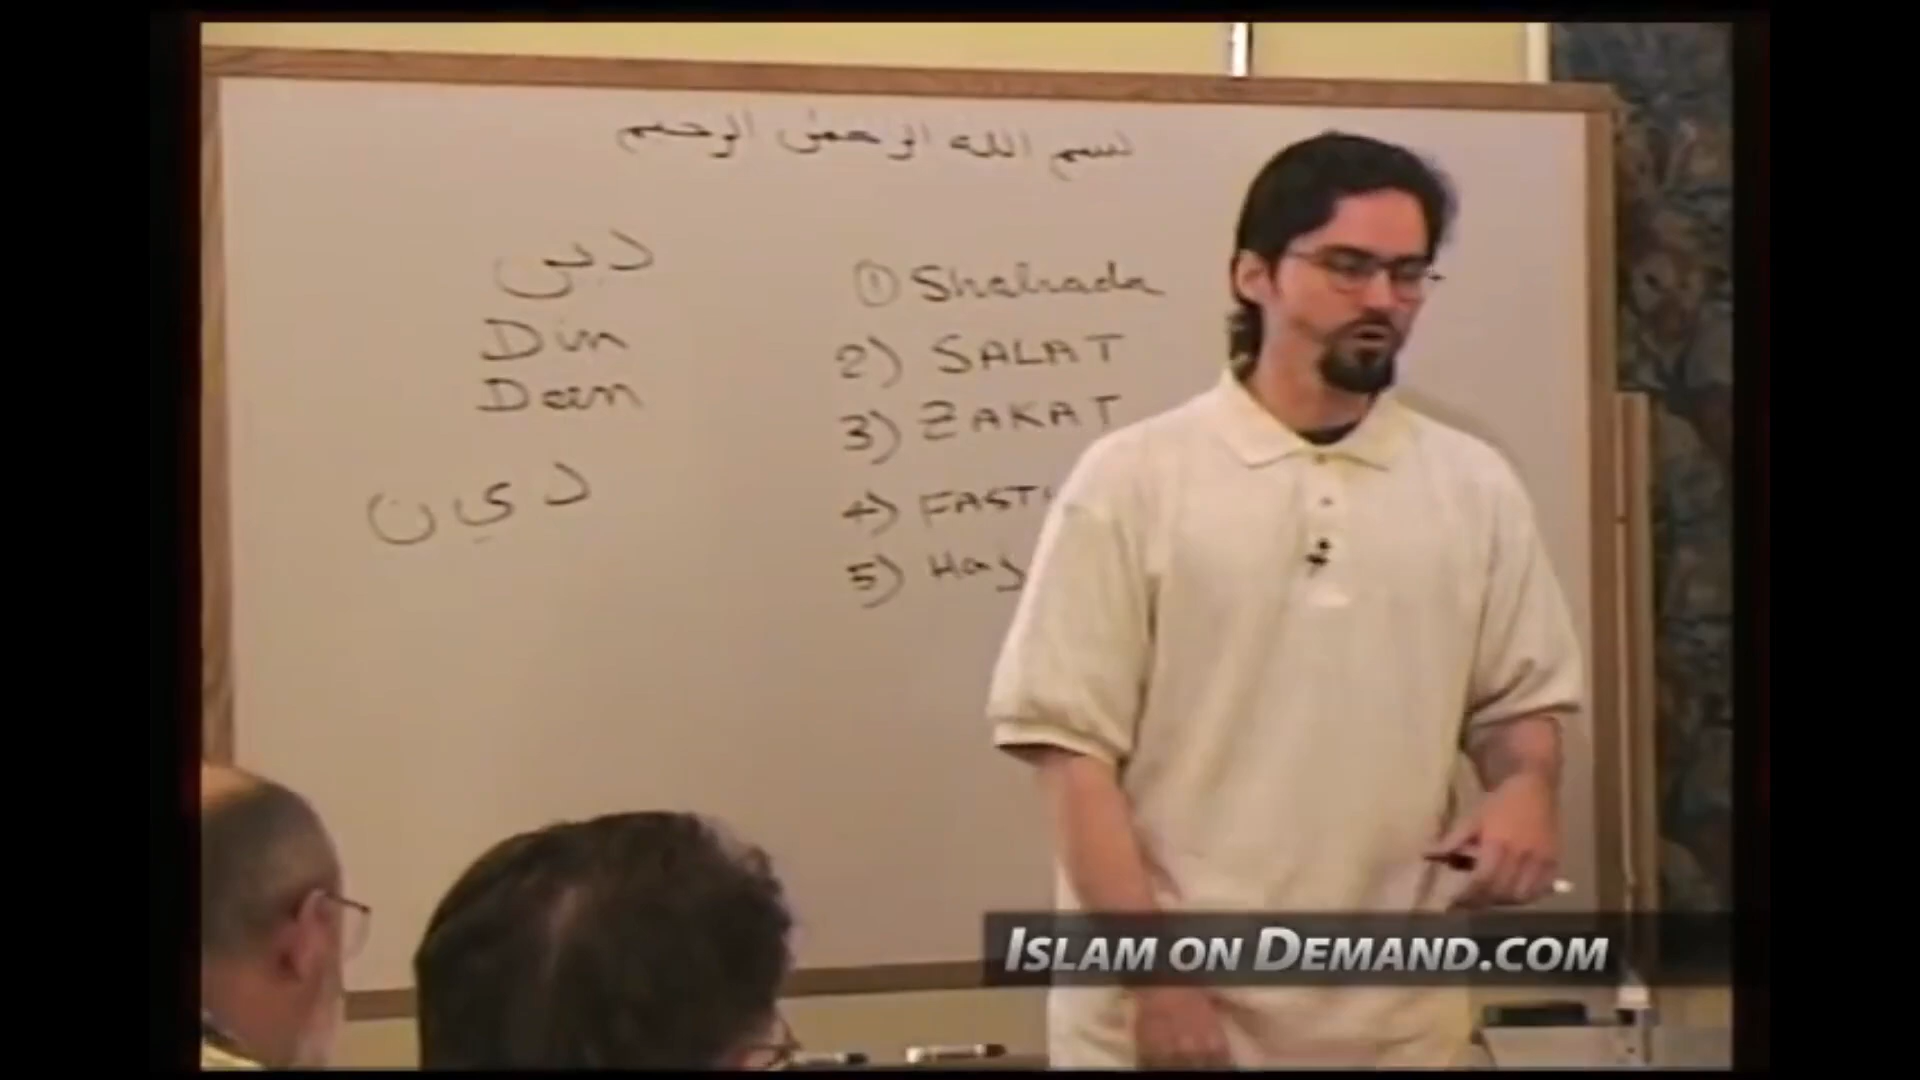 بسم الله الرحمن الرحيم
دين
Din
Deen
د ي ن
① Shahada
2) SALAT
3) ZAKAT
4) FAST
5) Haj
ISLAM ON DEMAND.COM